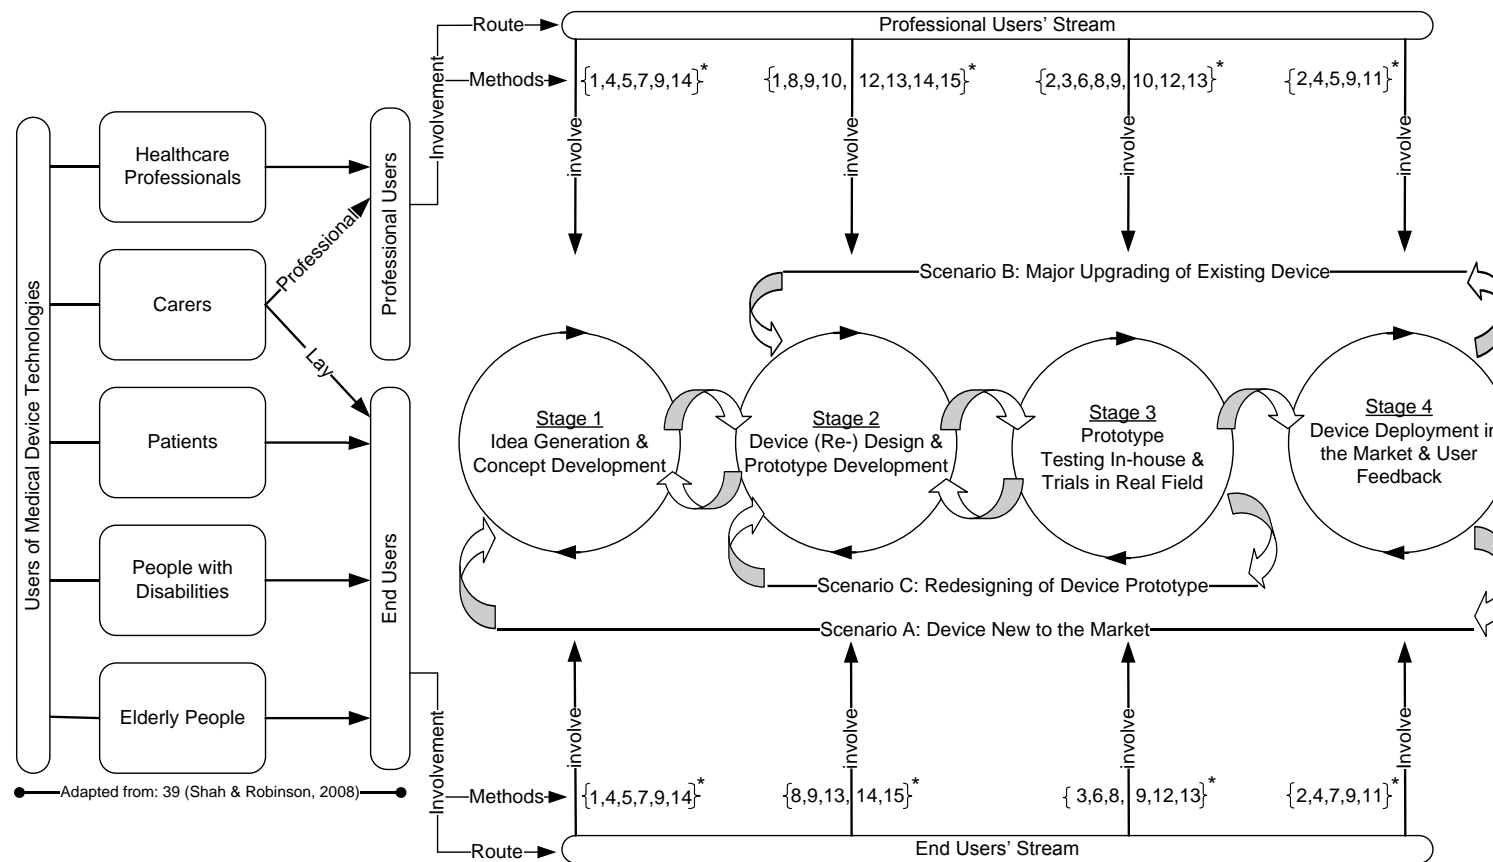 Route
Professional Users' Stream
Methods
{1,4,5,7,9,14}*
{1,8,9,10, 12,13,14,15}*
{2,3,6,8,9, 10,12,13}*
{2,4,5,9,11}*
Involvement
involve
involve
involve
involve
Users of Medical Device Technologies
Healthcare
Professionals
Carers
Patients
People with
Disabilities
Elderly People
Professional
Lay
Professional Users
End Users
Scenario B: Major Upgrading of Existing Device
Stage 1
Idea Generation &
Concept Development
Stage 2
Device (Re-) Design &
Prototype Development
Stage 3
Prototype
Testing In-house &
Trials in Real Field
Stage 4
Device Deployment in
the Market & User
Feedback
Scenario C: Redesigning of Device Prototype
Scenario A: Device New to the Market
involve
involve
involve
involve
Involvement
Adapted from: 39 (Shah & Robinson, 2008)
Methods
{1,4,5,7,9,14}*
{8,9,13, 14,15}*
{ 3,6,8, 9,12,13}*
{2,4,7,9,11}*
Route
End Users' Stream